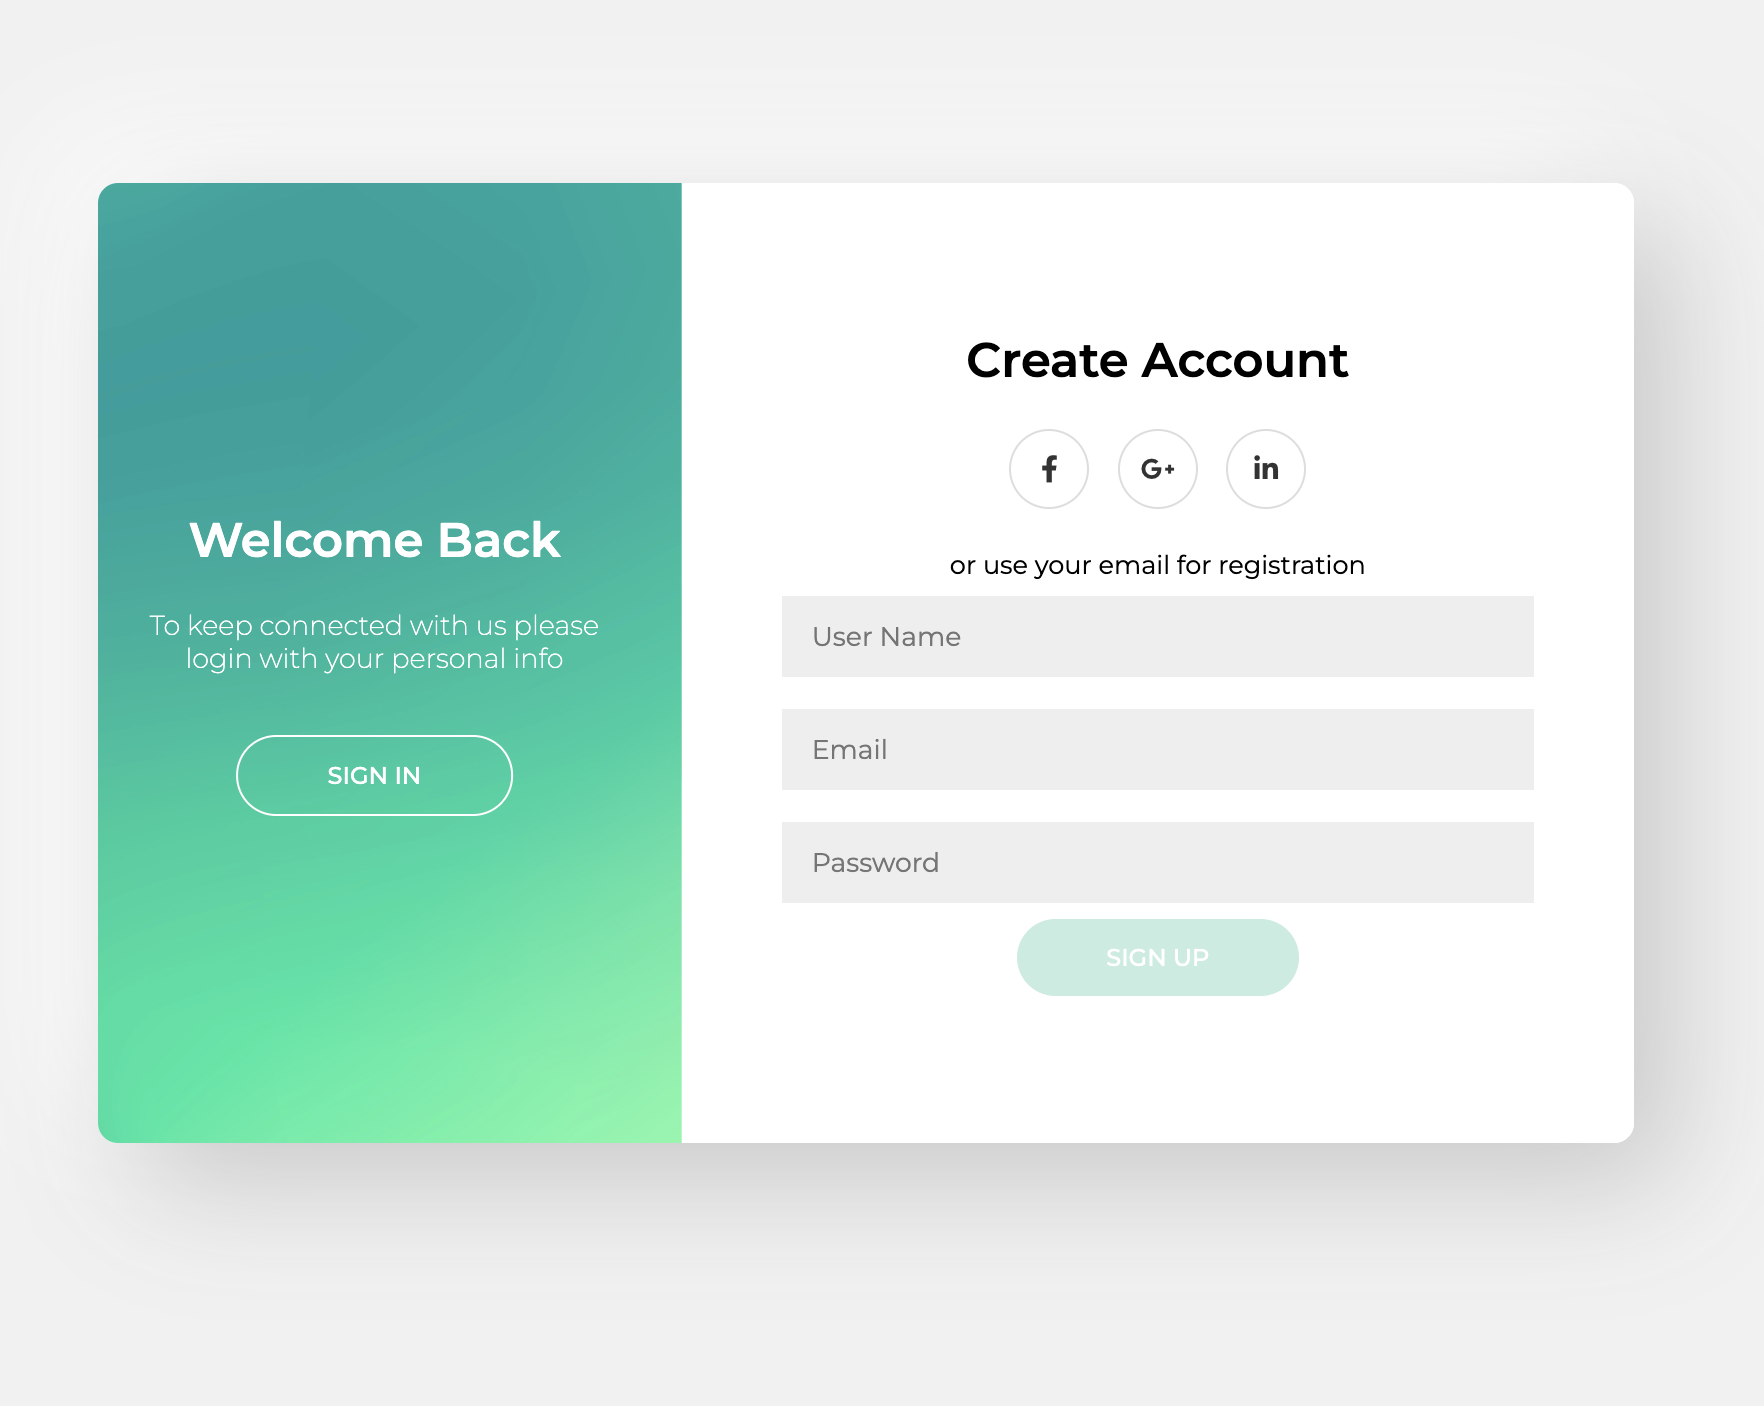 Welcome Back
To keep connected with us please
login with your personal info
SIGN IN
Create Account
f
G+
in
or use your email for registration
User Name
Email
Password
SIGN UP